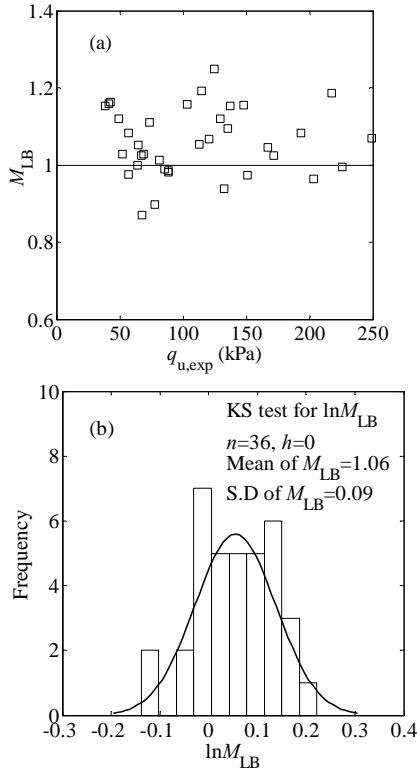 (a)
1.4
1.2
1
0.8
0.6
M_LB
0 50 100 150 200 250
q_u,exp (kPa)
(b)
KS test for lnM_LB
n=36, h=0
Mean of M_LB=1.06
S.D of M_LB=0.09
10
8
6
4
2
0
Frequency
-0.3 -0.2 -0.1 0 0.1 0.2 0.3 0.4
lnM_LB